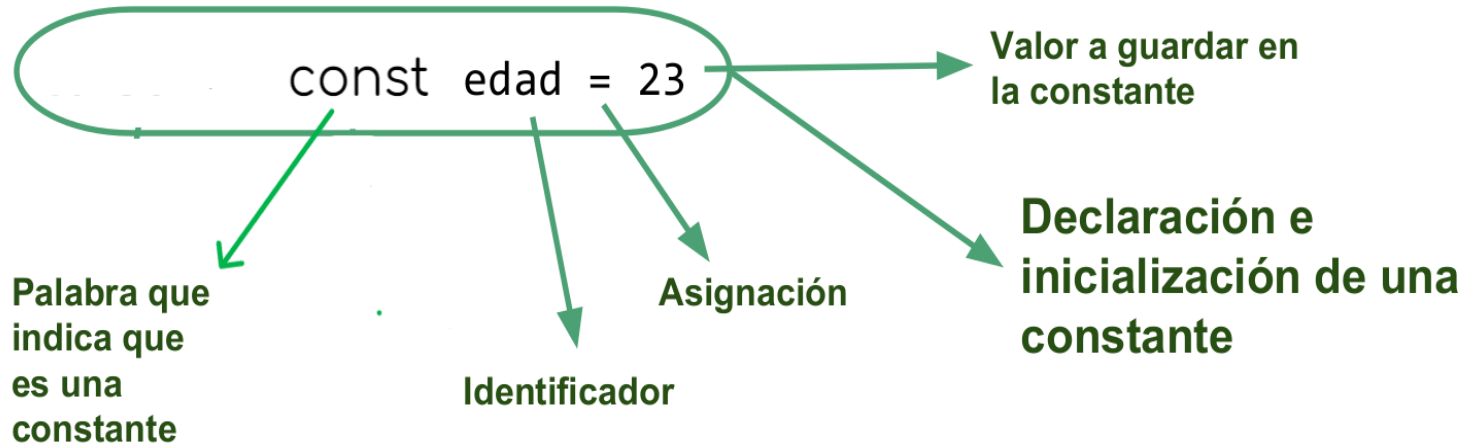 const edad = 23
Valor a guardar en
la constante
Declaración e
inicialización de una
constante
Asignación
Identificador
Palabra que
indica que
es una
constante